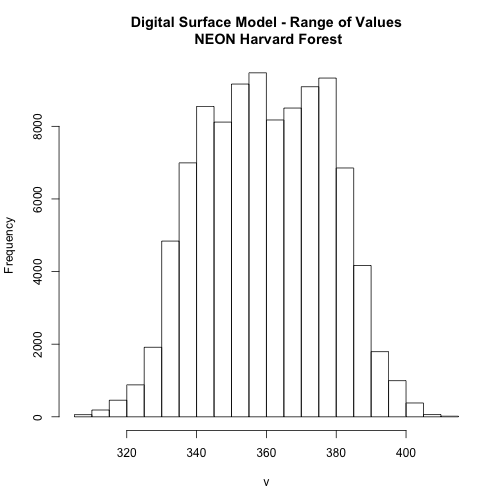 Digital Surface Model - Range of Values
NEON Harvard Forest
8000
6000
4000
2000
0
Frequency
320 340 360 380 400
v